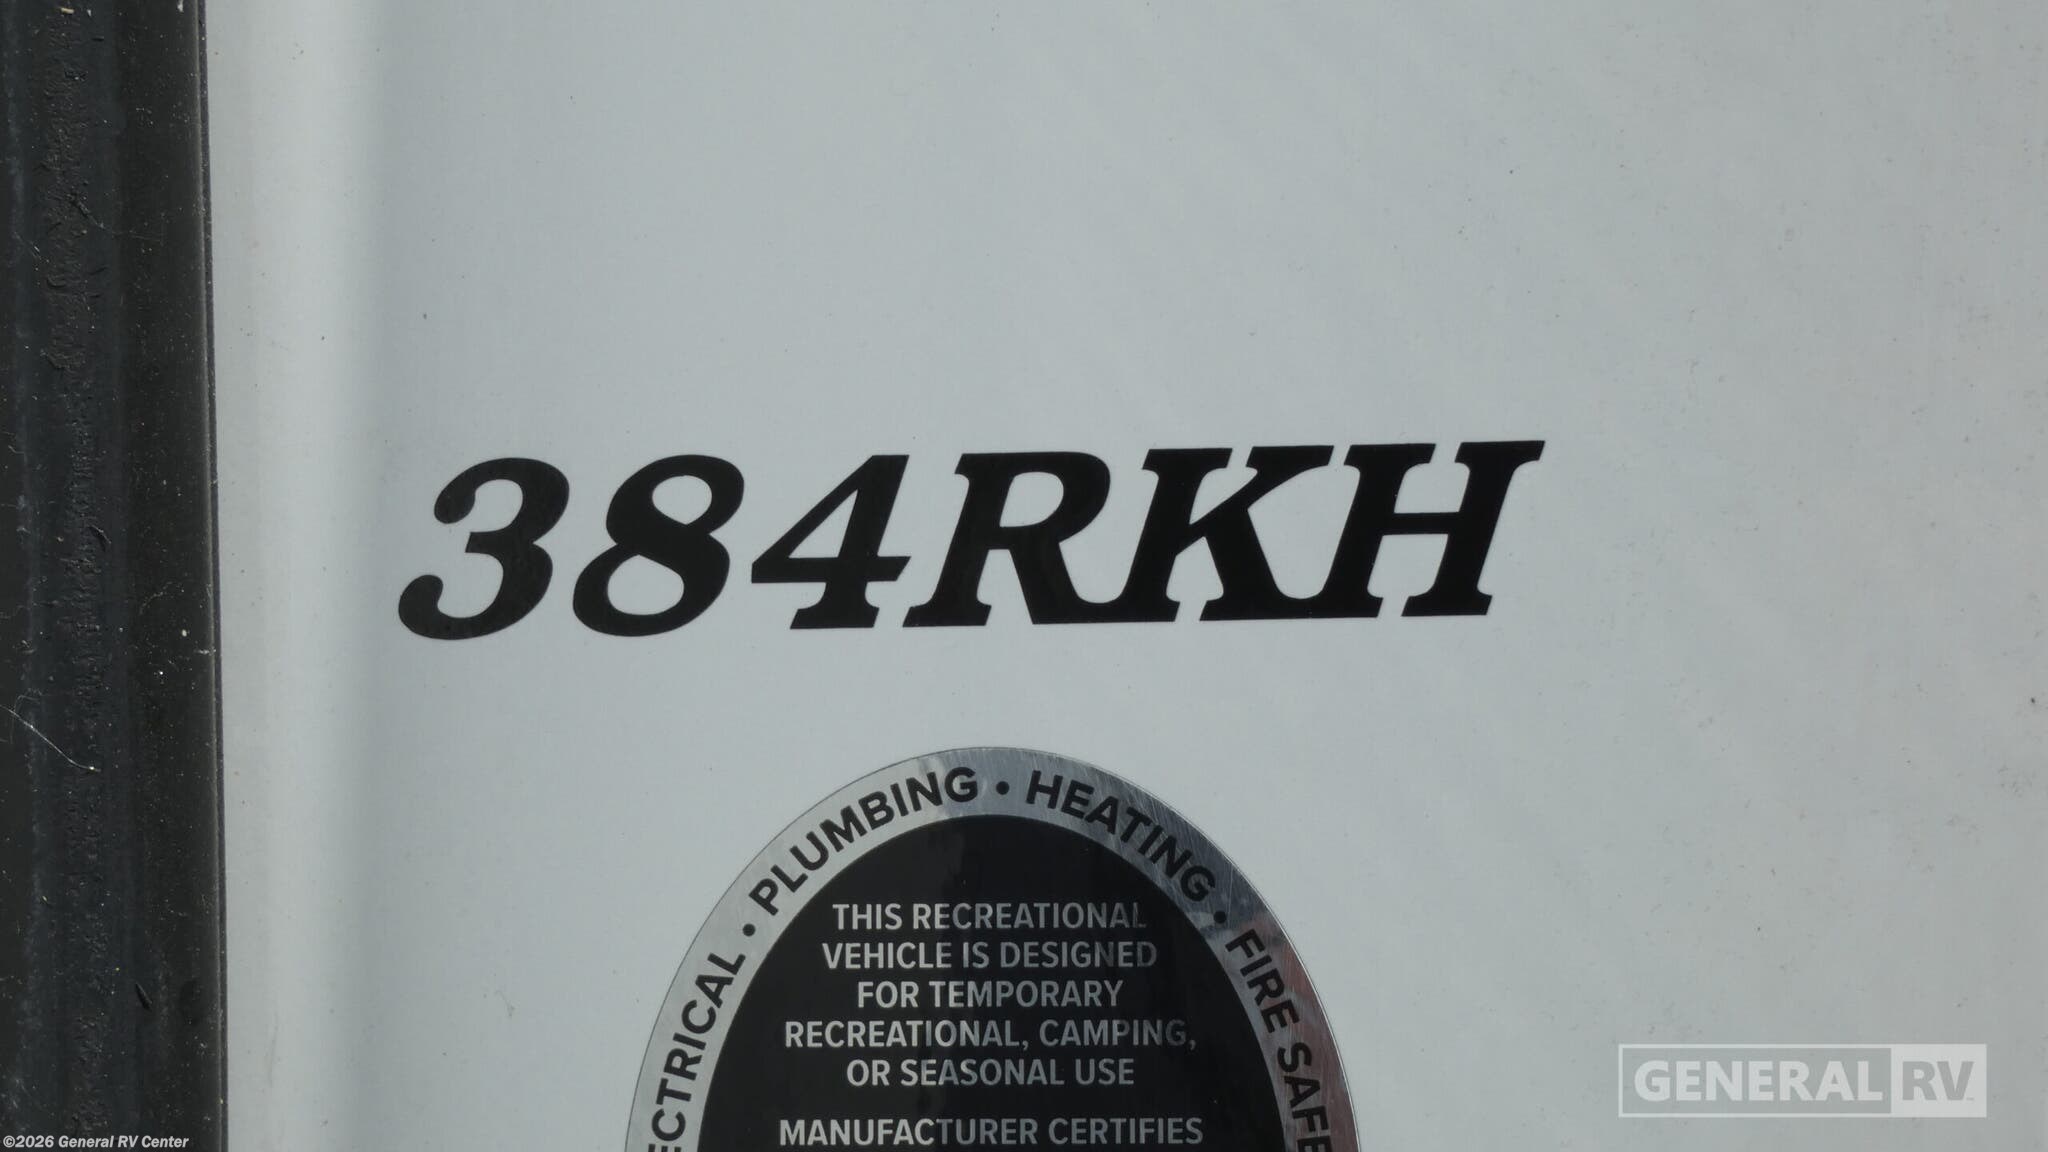 384RKH
ECTRICAL • PLUMBING • HEATING • FIRE SAFE
THIS RECREATIONAL
VEHICLE IS DESIGNED
FOR TEMPORARY
RECREATIONAL, CAMPING,
OR SEASONAL USE
MANUFACTURER CERTIFIES
GENERAL RV
©2026 General RV Center